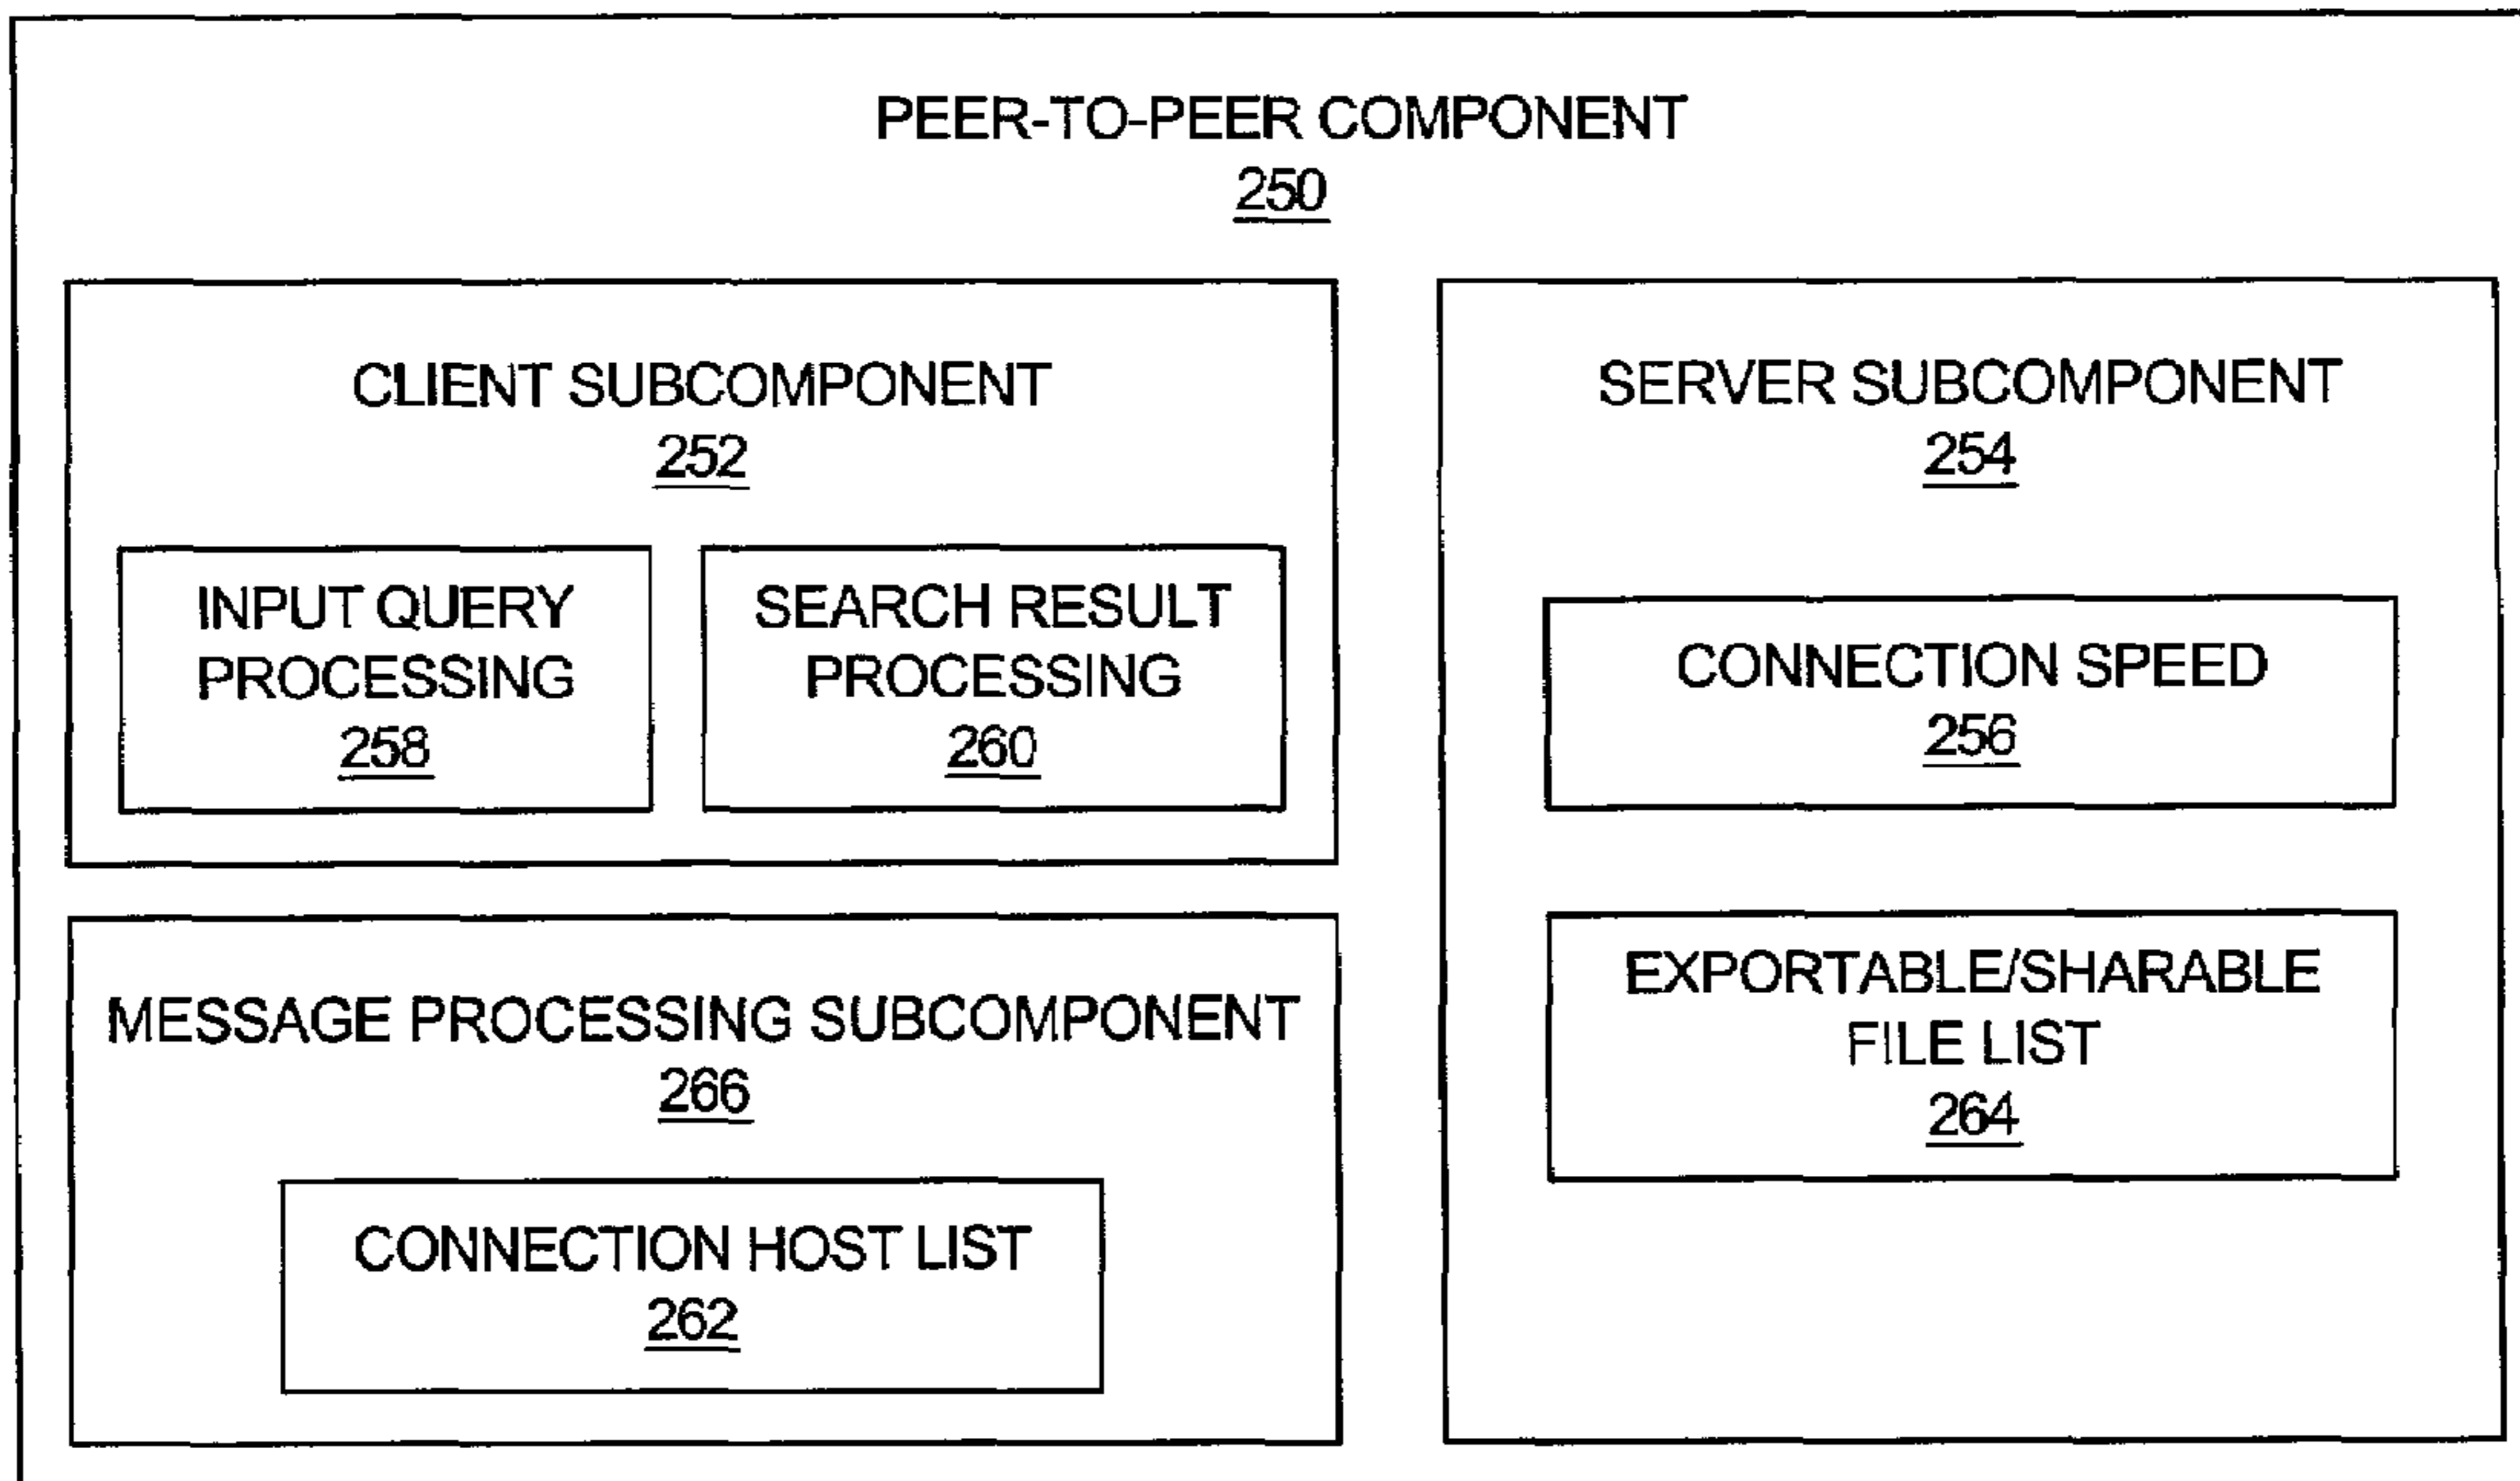 PEER-TO-PEER COMPONENT
250
CLIENT SUBCOMPONENT
252
INPUT QUERY
PROCESSING
258
SEARCH RESULT
PROCESSING
260
MESSAGE PROCESSING SUBCOMPONENT
266
CONNECTION HOST LIST
262
SERVER SUBCOMPONENT
254
CONNECTION SPEED
256
EXPORTABLE/SHARABLE
FILE LIST
264